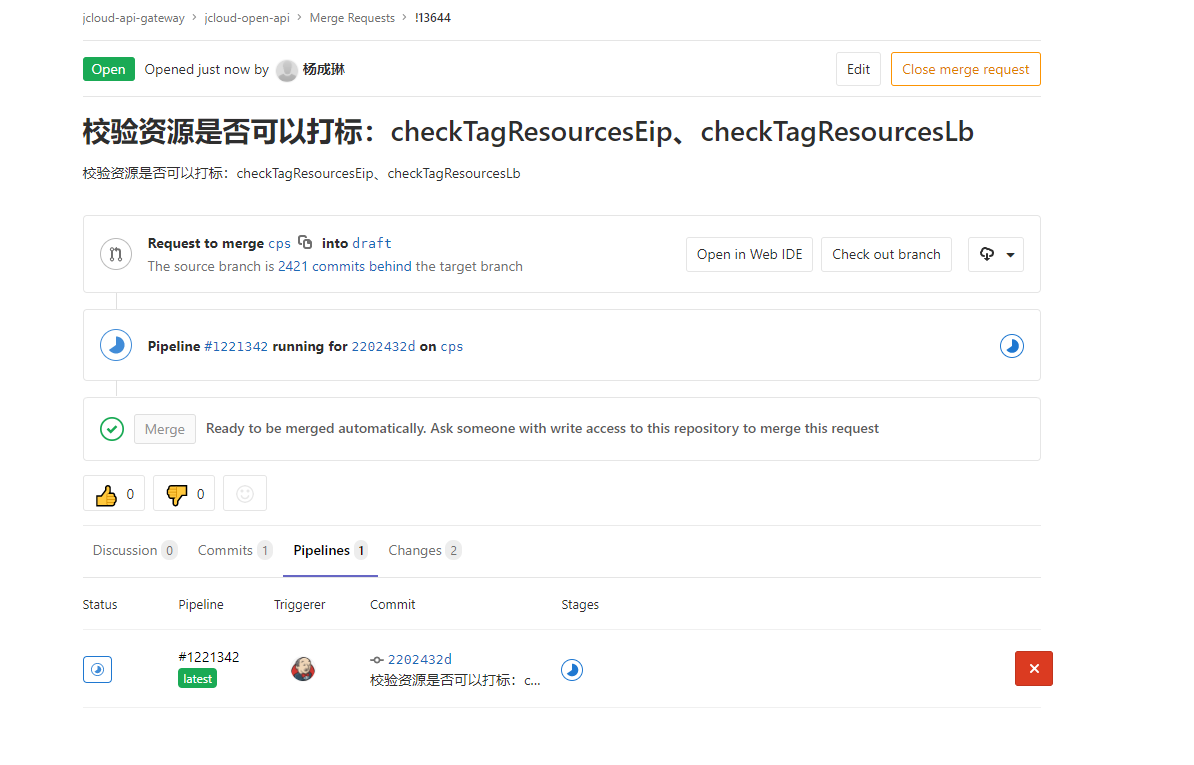 jcloud-api-gateway › jcloud-open-api › Merge Requests › !13644
Open Opened just now by 杨成琳 Edit Close merge request
校验资源是否可以打标：checkTagResourcesEip、checkTagResourcesLb
校验资源是否可以打标：checkTagResourcesEip、checkTagResourcesLb
Request to merge cps into draft
The source branch is 2421 commits behind the target branch
Open in Web IDE Check out branch
Pipeline #1221342 running for 2202432d on cps
Merge Ready to be merged automatically. Ask someone with write access to this repository to merge this request
0 0
Discussion 0 Commits 1 Pipelines 1 Changes 2
Status Pipeline Triggerer Commit Stages
#1221342 2202432d
latest 校验资源是否可以打标：c...